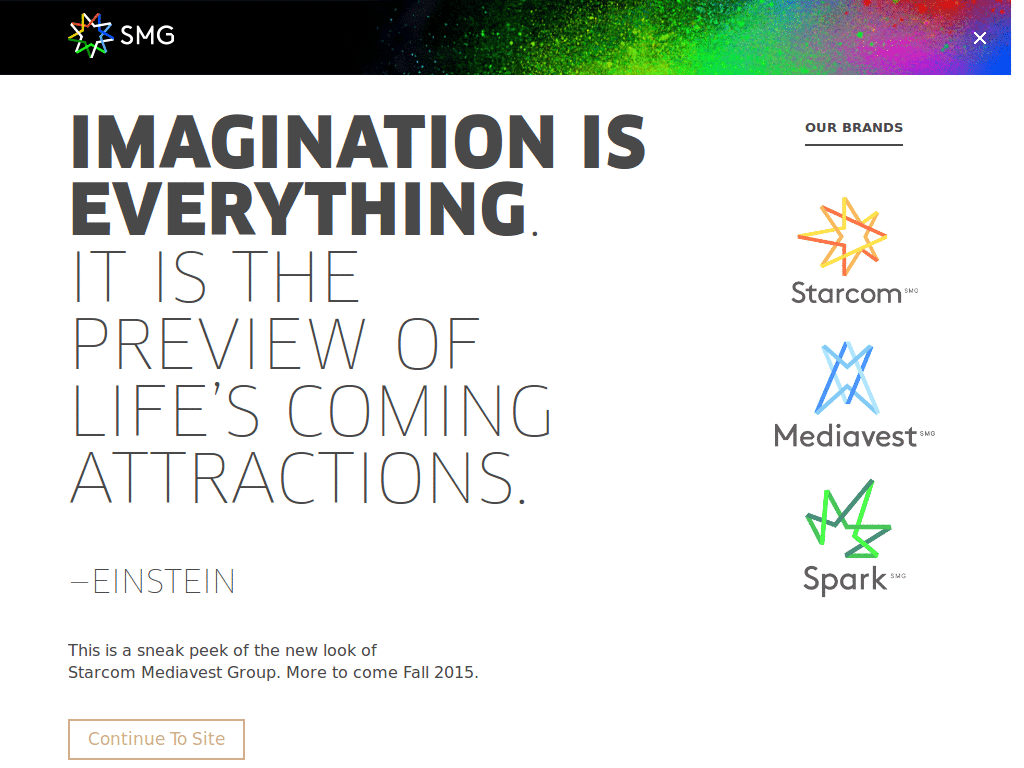 SMG
IMAGINATION IS
EVERYTHING.
IT IS THE
PREVIEW OF
LIFE’S COMING
ATTRACTIONS.
–EINSTEIN
This is a sneak peek of the new look of
Starcom Mediavest Group. More to come Fall 2015.
Continue To Site
OUR BRANDS
Starcom SMG
Mediavest SMG
Spark SMG